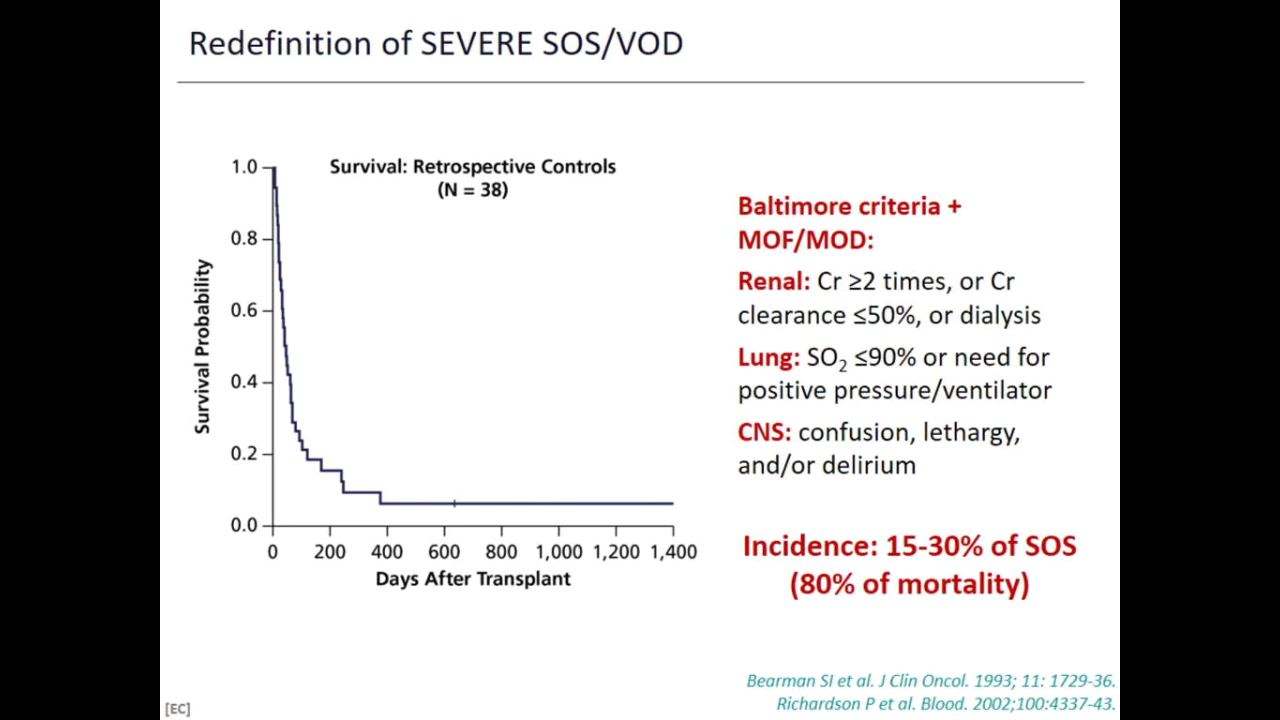 Redefinition of SEVERE SOS/VOD
Survival: Retrospective Controls
(N = 38)
Survival Probability
1.0
0.8
0.6
0.4
0.2
0.0
0 200 400 600 800 1,000 1,200 1,400
Days After Transplant
Baltimore criteria +
MOF/MOD:
Renal: Cr ≥2 times, or Cr
clearance ≤50%, or dialysis
Lung: SO₂ ≤90% or need for
positive pressure/ventilator
CNS: confusion, lethargy,
and/or delirium
Incidence: 15-30% of SOS
(80% of mortality)
Bearman SI et al. J Clin Oncol. 1993; 11: 1729-36.
Richardson P et al. Blood. 2002;100:4337-43.
[EC]